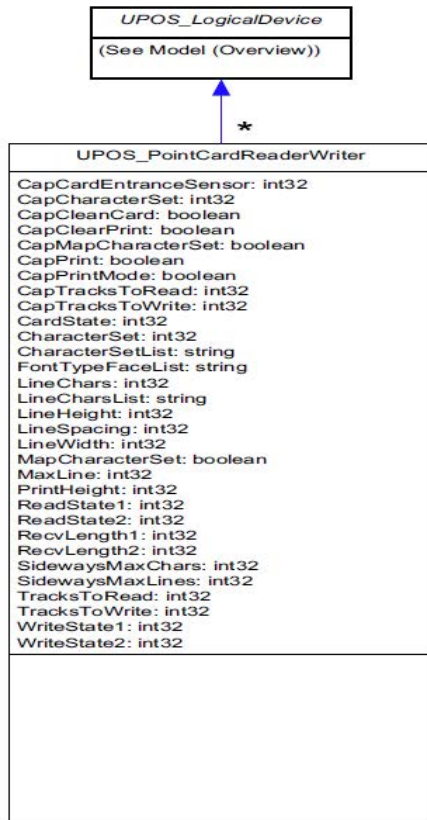 UPOS_LogicalDevice
(See Model (Overview))
*
UPOS_PointCardReaderWriter
CapCardEntranceSensor: int32
CapCharacterSet: int32
CapCleanCard: boolean
CapClearPrint: boolean
CapMapCharacterSet: boolean
CapPrint: boolean
CapPrintMode: boolean
CapTracksToRead: int32
CapTracksToWrite: int32
CardState: int32
CharacterSet: int32
CharacterSetList: string
FontTypeFaceList: string
LineChars: int32
LineCharsList: string
LineHeight: int32
LineSpacing: int32
LineWidth: int32
MapCharacterSet: boolean
MaxLine: int32
PrintHeight: int32
ReadState1: int32
ReadState2: int32
RecvLength1: int32
RecvLength2: int32
SidewaysMaxChars: int32
SidewaysMaxLines: int32
TracksToRead: int32
TracksToWrite: int32
WriteState1: int32
WriteState2: int32